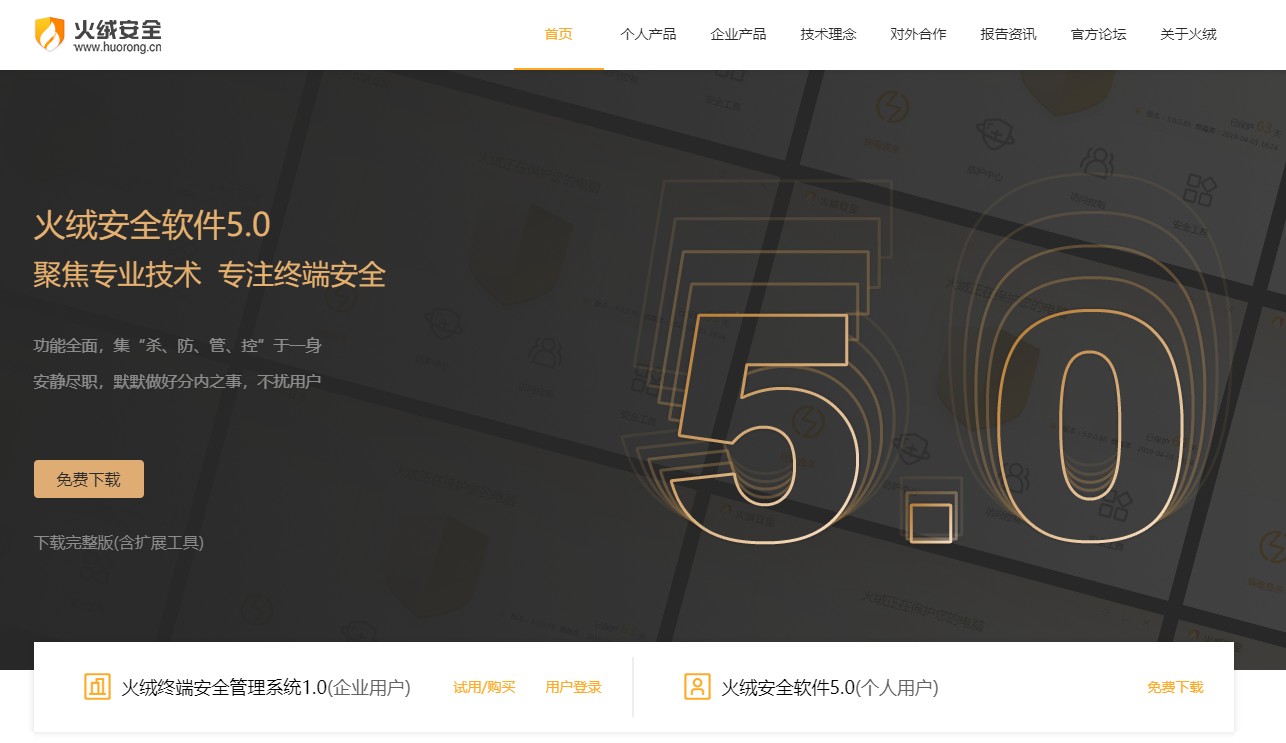 火绒安全
www.huorong.cn
首页 个人产品 企业产品 技术理念 对外合作 报告资讯 官方论坛 关于火绒
火绒安全软件5.0
聚焦专业技术 专注终端安全
功能全面，集“杀、防、管、控”于一身
安静尽职，默默做好分内之事，不扰用户
免费下载
下载完整版(含扩展工具)
5.0
火绒终端安全管理系统1.0(企业用户) 试用/购买 用户登录
火绒安全软件5.0(个人用户) 免费下载